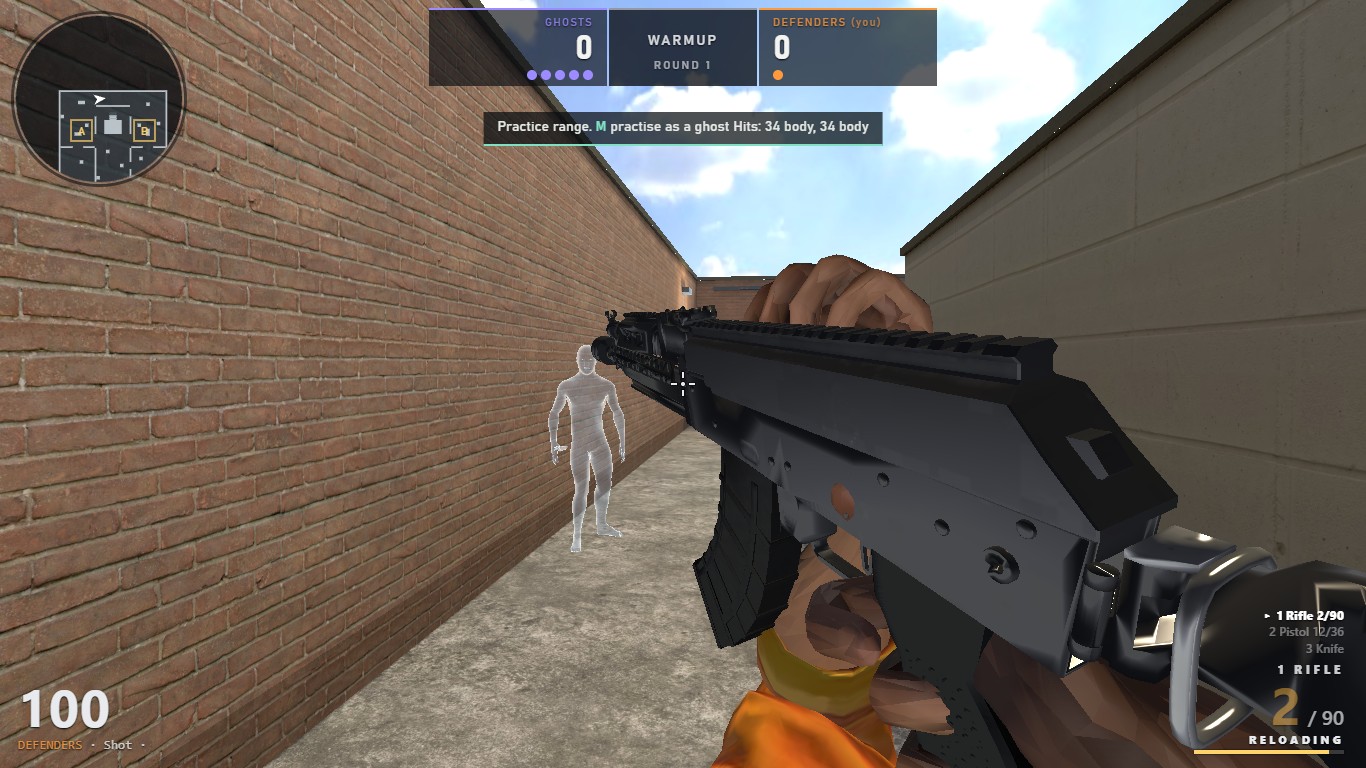 GHOSTS
0
WARMUP
ROUND 1
DEFENDERS (you)
0
Practice range. M practise as a ghost Hits: 34 body, 34 body
A
B
1 Rifle 2/90
2 Pistol 12/36
3 Knife
1 RIFLE
2 / 90
RELOADING
100
DEFENDERS · Shot ·